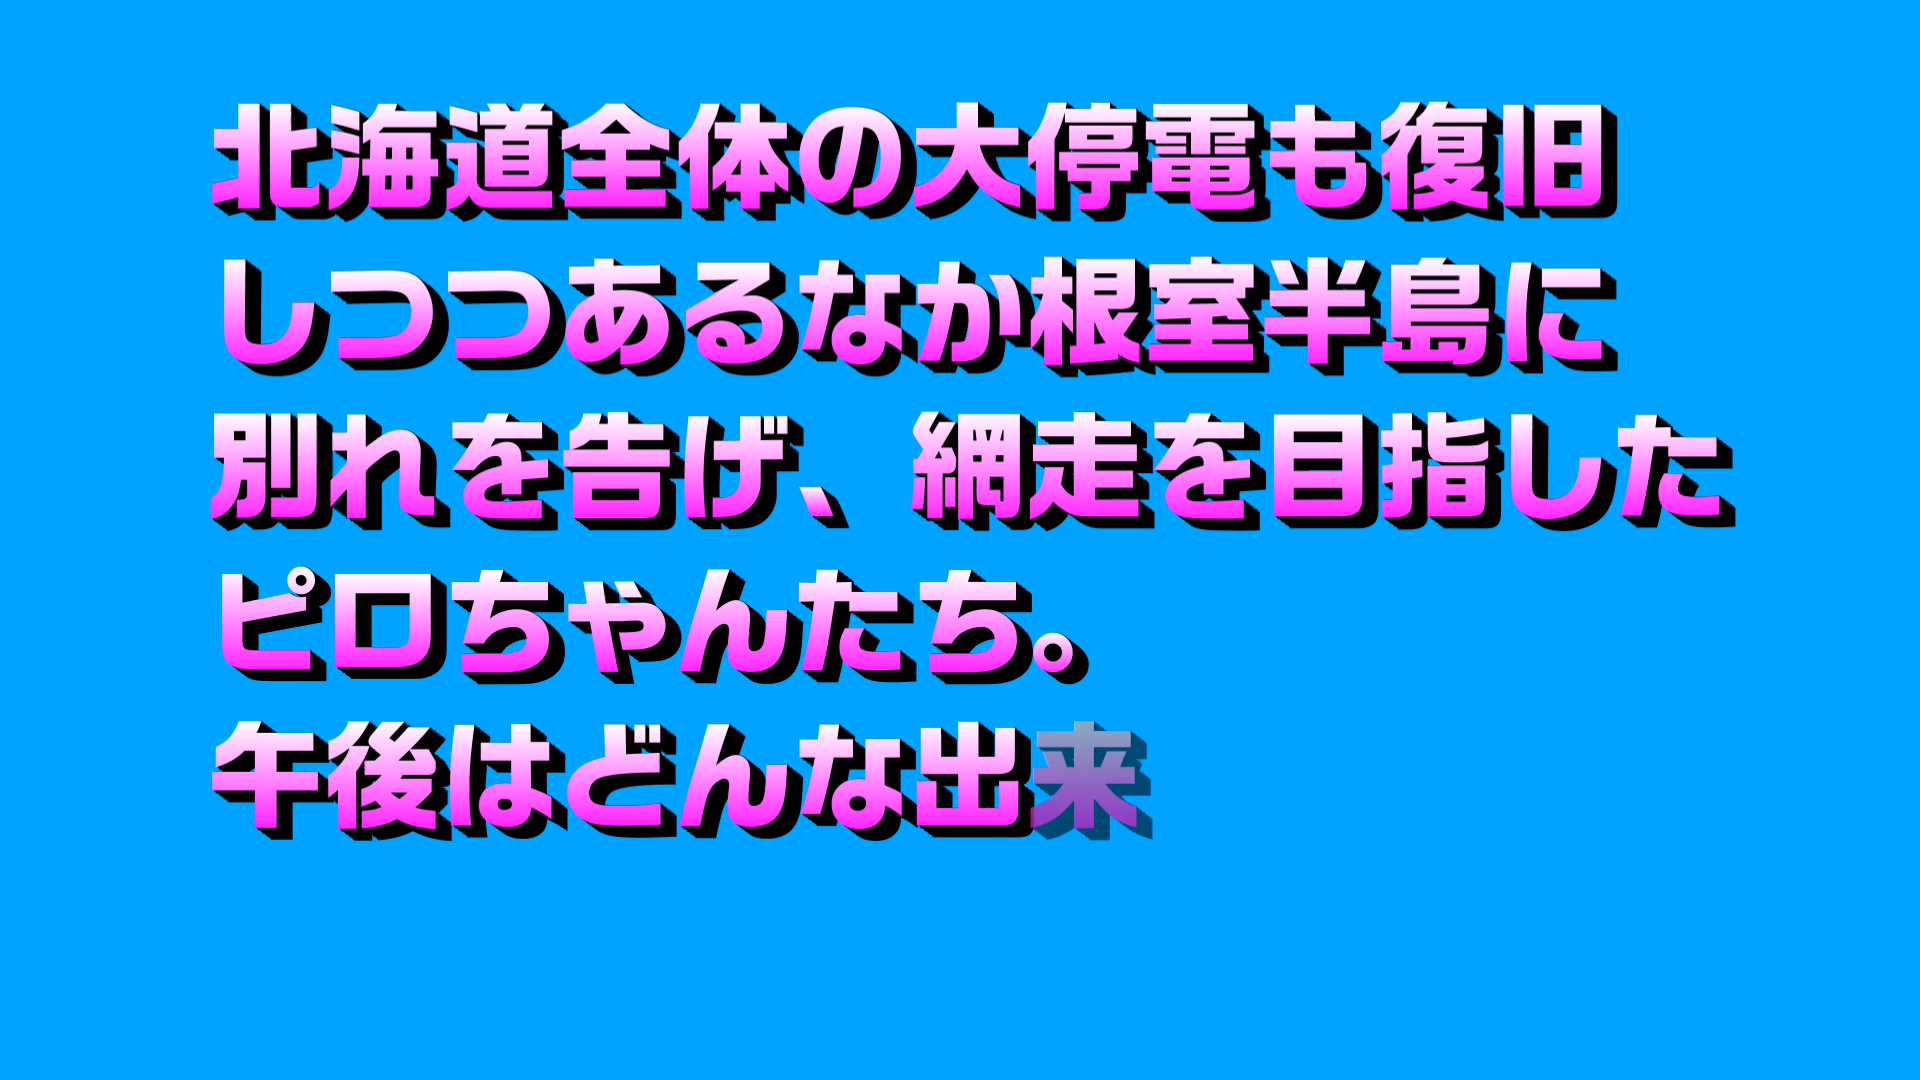 北海道全体の大停電も復旧
しつつあるなか根室半島に
別れを告げ、網走を目指した
ピロちゃんたち。
午後はどんな出来